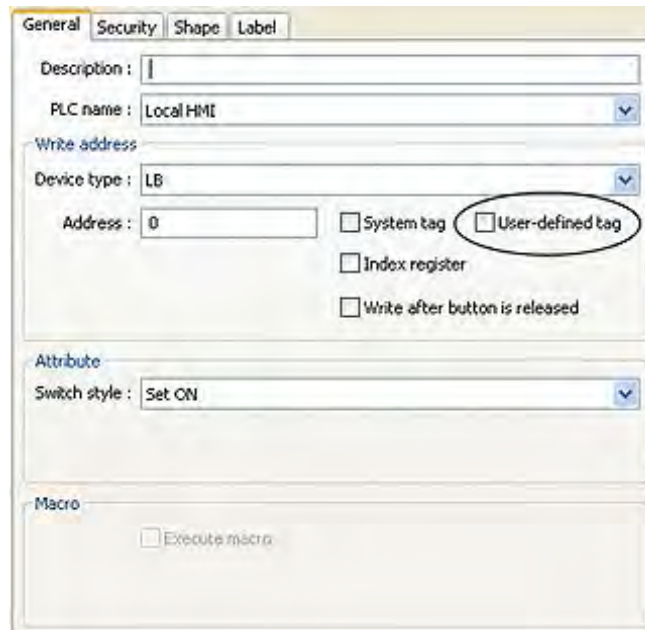 General Security Shape Label
Description :
PLC name : Local HMI
Write address
Device type : LB
Address : 0 System tag User-defined tag
Index register
Write after button is released
Attribute
Switch style : Set ON
Macro
Execute macro